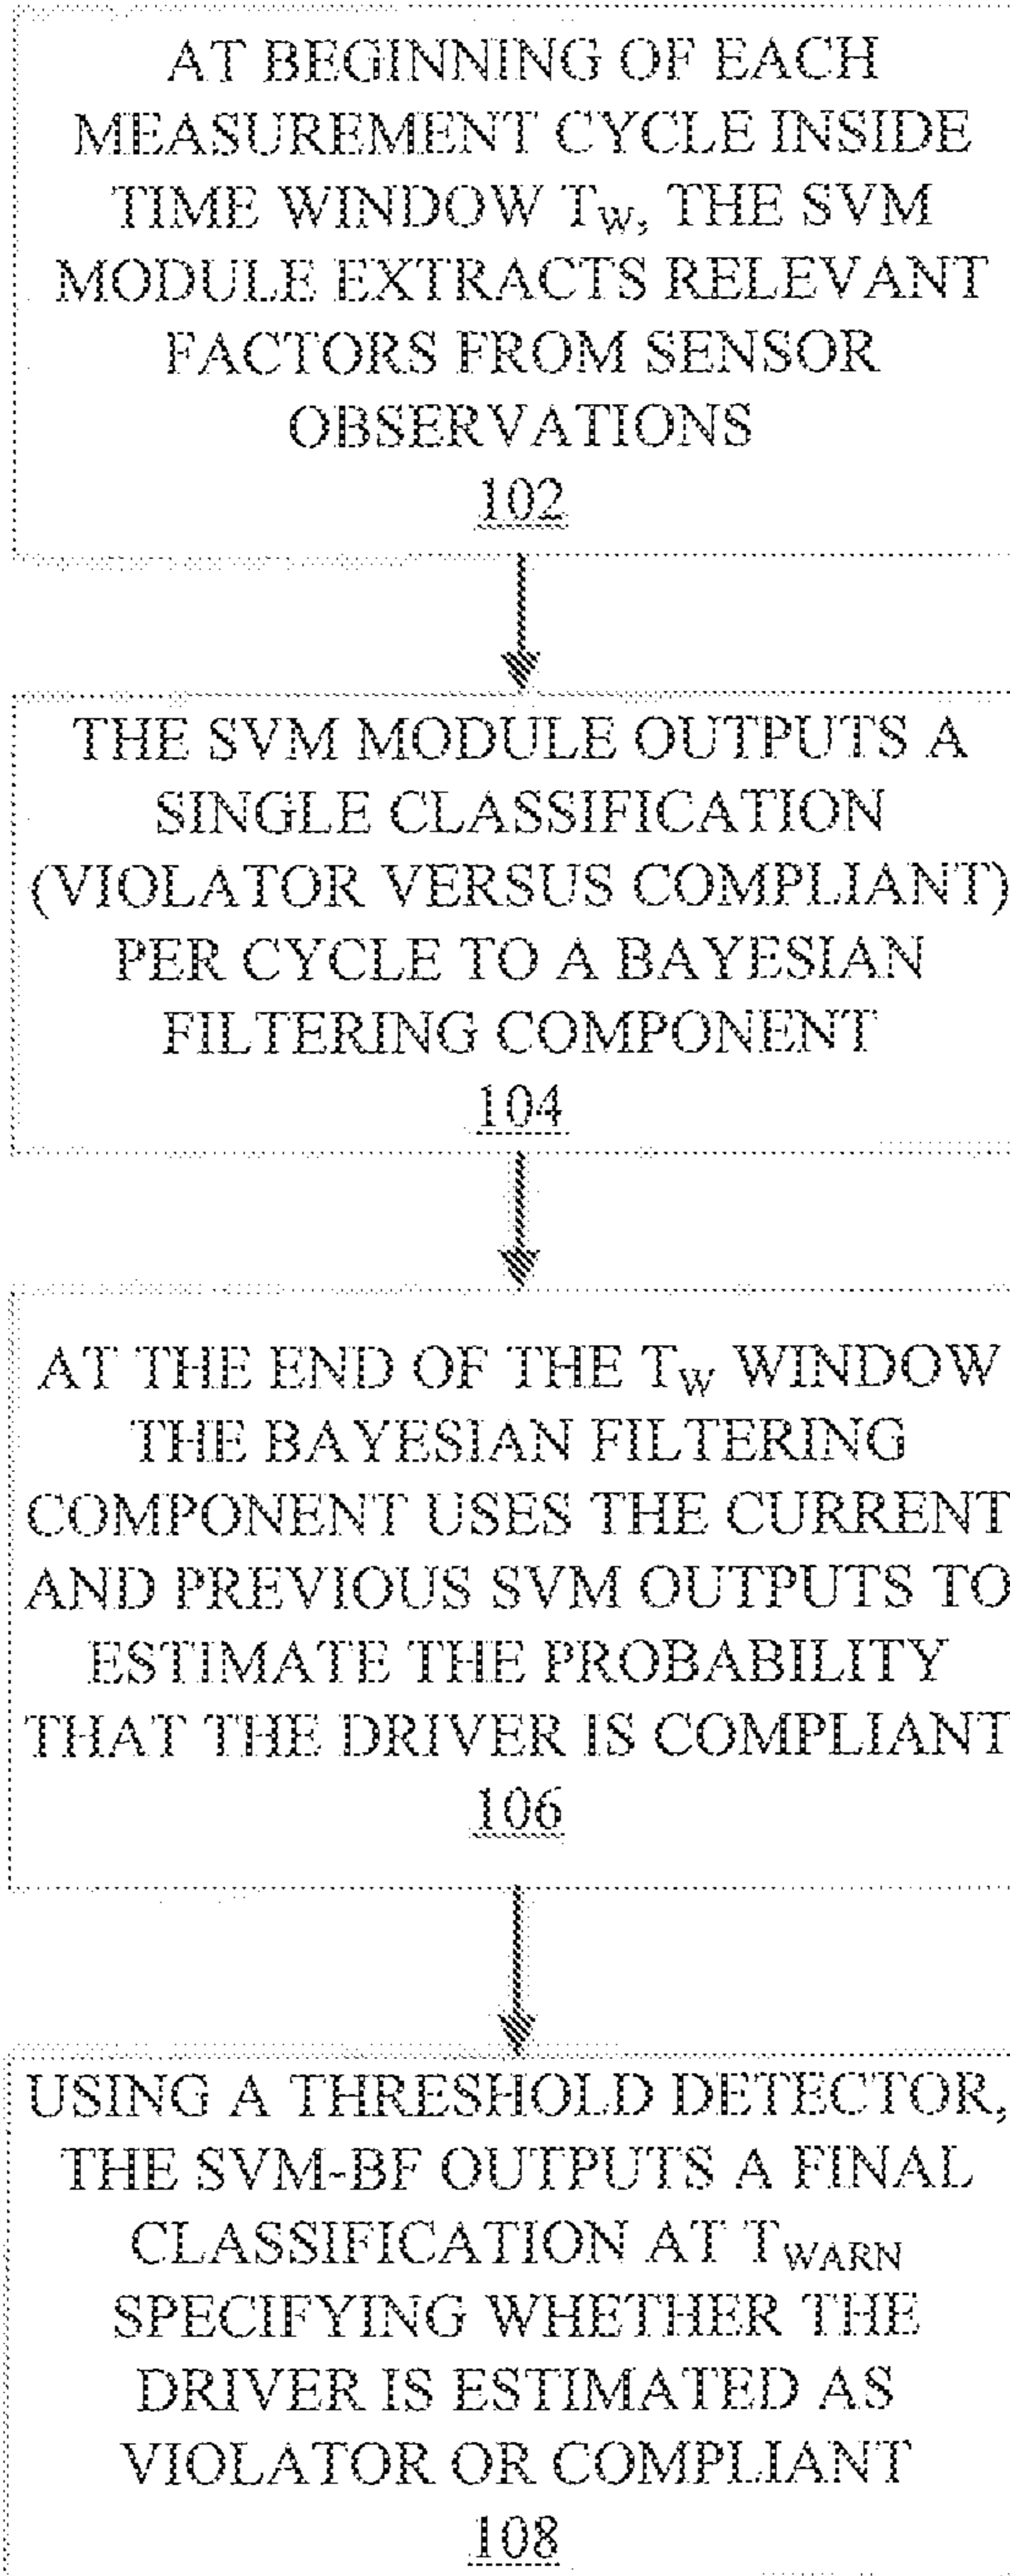 AT BEGINNING OF EACH
MEASUREMENT CYCLE INSIDE
TIME WINDOW TW, THE SVM
MODULE EXTRACTS RELEVANT
FACTORS FROM SENSOR
OBSERVATIONS
102
THE SVM MODULE OUTPUTS A
SINGLE CLASSIFICATION
(VIOLATOR VERSUS COMPLIANT)
PER CYCLE TO A BAYESIAN
FILTERING COMPONENT
104
AT THE END OF THE TW WINDOW
THE BAYESIAN FILTERING
COMPONENT USES THE CURRENT
AND PREVIOUS SVM OUTPUTS TO
ESTIMATE THE PROBABILITY
THAT THE DRIVER IS COMPLIANT
106
USING A THRESHOLD DETECTOR,
THE SVM-BF OUTPUTS A FINAL
CLASSIFICATION AT TWARN
SPECIFYING WHETHER THE
DRIVER IS ESTIMATED AS
VIOLATOR OR COMPLIANT
108